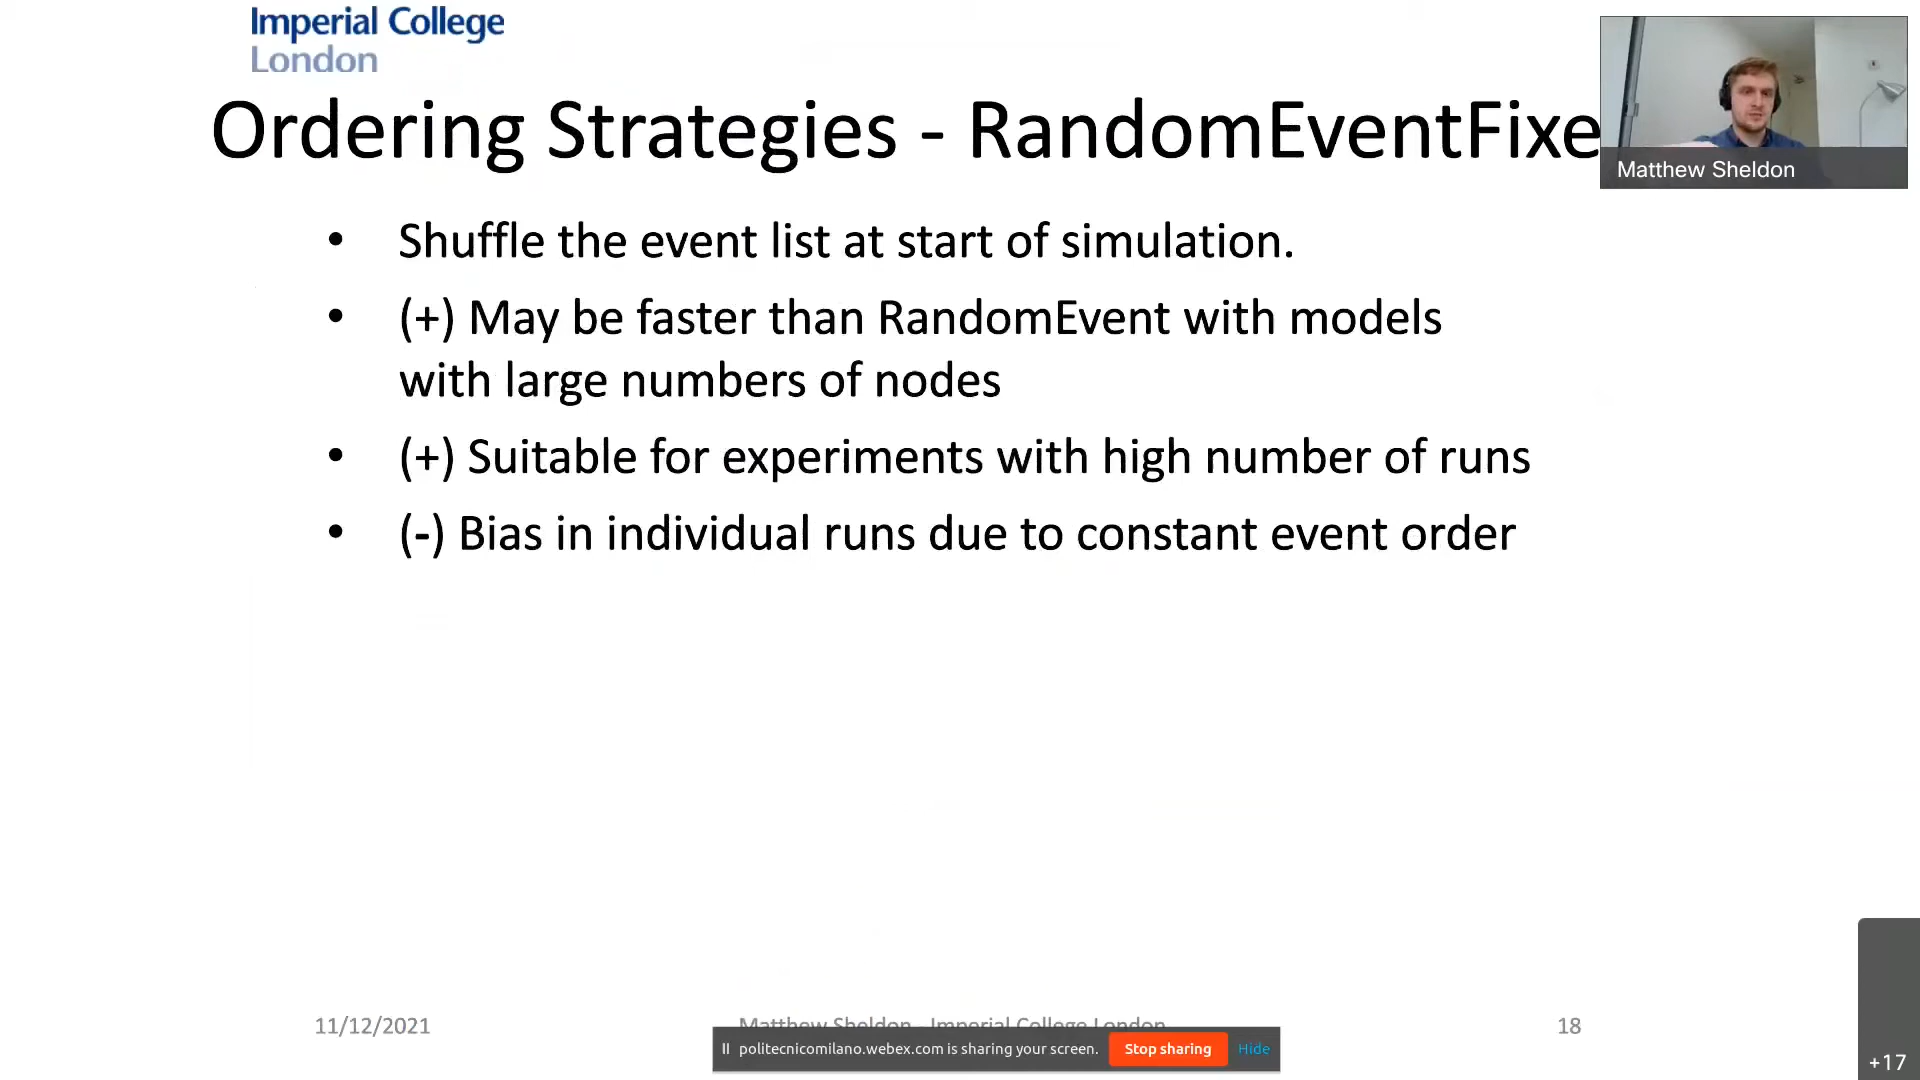 Imperial College
London
Ordering Strategies - RandomEventFixe
Matthew Sheldon
• Shuffle the event list at start of simulation.
• (+) May be faster than RandomEvent with models
with large numbers of nodes
• (+) Suitable for experiments with high number of runs
• (-) Bias in individual runs due to constant event order
11/12/2021
Matthew Sheldon - Imperial College London
18
politecnicomilano.webex.com is sharing your screen. Stop sharing Hide
+17